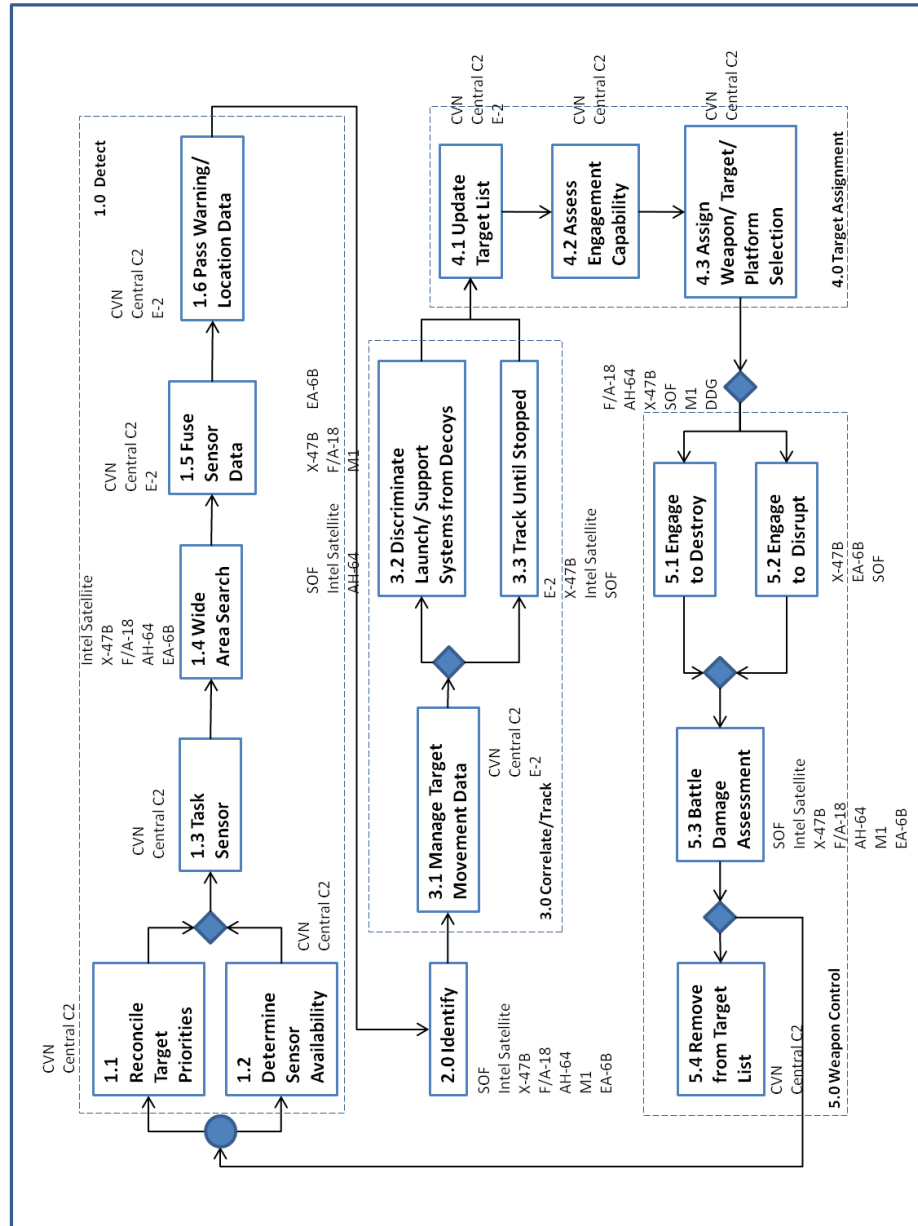 1.0 Detect
CVN
Central C2
1.1
Reconcile
Target
Priorities
1.2
Determine
Sensor
Availability
CVN
Central C2
CVN
Central C2
1.3 Task
Sensor
Intel Satellite
X-47B
F/A-18
AH-64
EA-6B
1.4 Wide
Area Search
CVN
Central C2
E-2
1.5 Fuse
Sensor
Data
CVN
Central C2
E-2
1.6 Pass Warning/
Location Data
2.0 Identify
SOF
Intel Satellite
X-47B
F/A-18
AH-64
M1
EA-6B
3.1 Manage Target
Movement Data
CVN
Central C2
E-2
3.0 Correlate/Track
SOF
Intel Satellite
AH-64
X-47B
F/A-18
M1
EA-6B
3.2 Discriminate
Launch/ Support
Systems from Decoys
3.3 Track Until Stopped
E-2
X-47B
Intel Satellite
SOF
4.1 Update
Target List
CVN
Central C2
E-2
4.2 Assess
Engagement
Capability
CVN
Central C2
4.3 Assign
Weapon/ Target/
Platform
Selection
CVN
Central C2
4.0 Target Assignment
F/A-18
AH-64
X-47B
SOF
M1
DDG
5.1 Engage
to Destroy
5.2 Engage
to Disrupt
X-47B
EA-6B
SOF
5.3 Battle
Damage
Assessment
SOF
Intel Satellite
X-47B
F/A-18
AH-64
M1
EA-6B
5.4 Remove
from Target
List
CVN
Central C2
5.0 Weapon Control